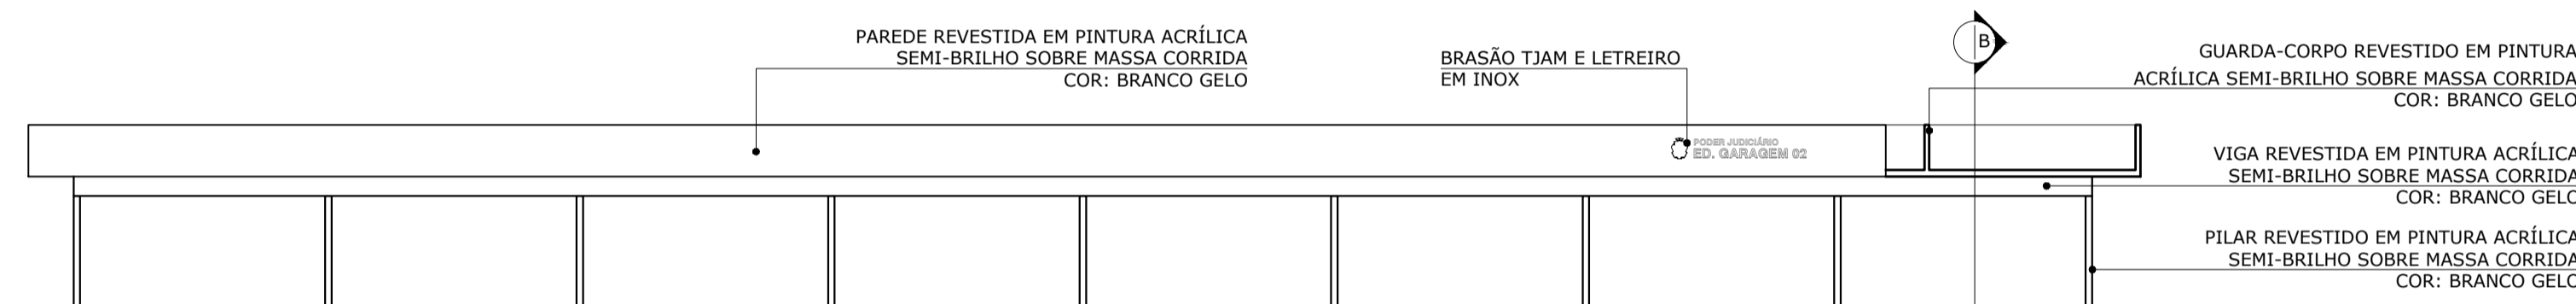 PAREDE REVESTIDA EM PINTURA ACRÍLICA
SEMI-BRILHO SOBRE MASSA CORRIDA
COR: BRANCO GELO
BRASÃO TJAM E LETREIRO
EM INOX
B
GUARDA-CORPO REVESTIDO EM PINTURA
ACRÍLICA SEMI-BRILHO SOBRE MASSA CORRIDA
COR: BRANCO GELO
PODER JUDICIÁRIO
ED. GARAGEM 02
VIGA REVESTIDA EM PINTURA ACRÍLICA
SEMI-BRILHO SOBRE MASSA CORRIDA
COR: BRANCO GELO
PILAR REVESTIDO EM PINTURA ACRÍLICA
SEMI-BRILHO SOBRE MASSA CORRIDA
COR: BRANCO GELO